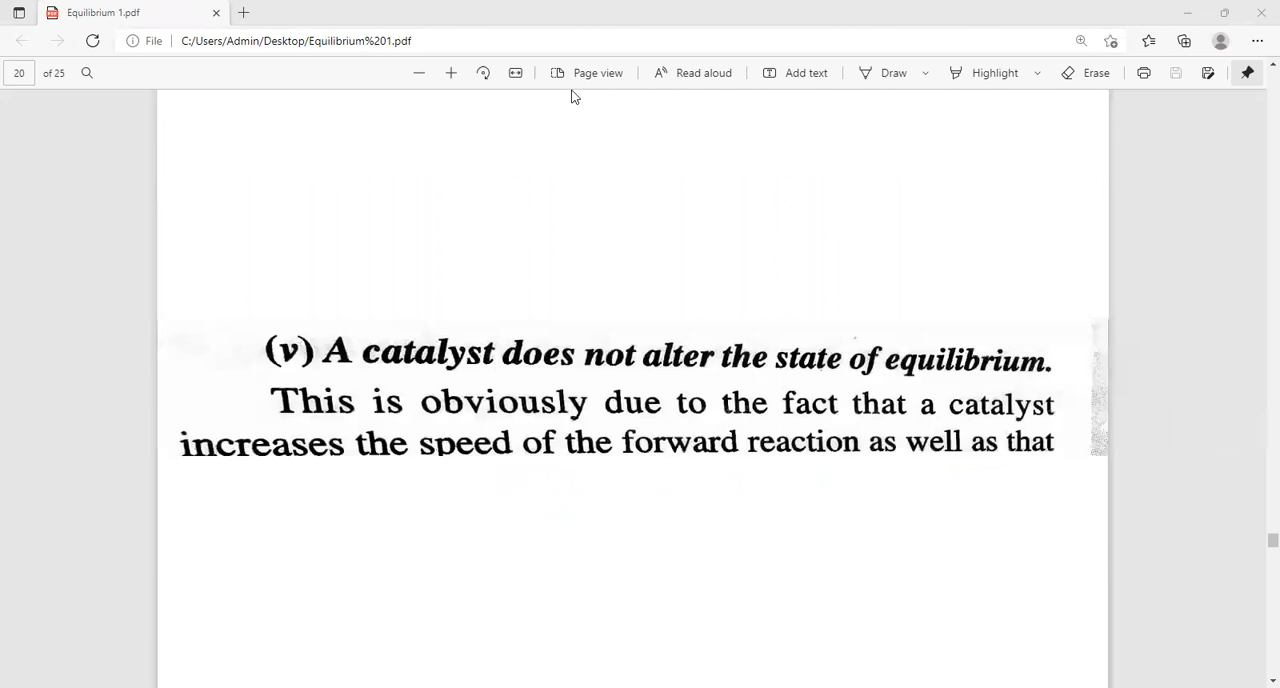 Equilibrium 1.pdf
File C:/Users/Admin/Desktop/Equilibrium%201.pdf
20 of 25 Page view Read aloud Add text Draw Highlight Erase
(v) A catalyst does not alter the state of equilibrium.
This is obviously due to the fact that a catalyst
increases the speed of the forward reaction as well as that